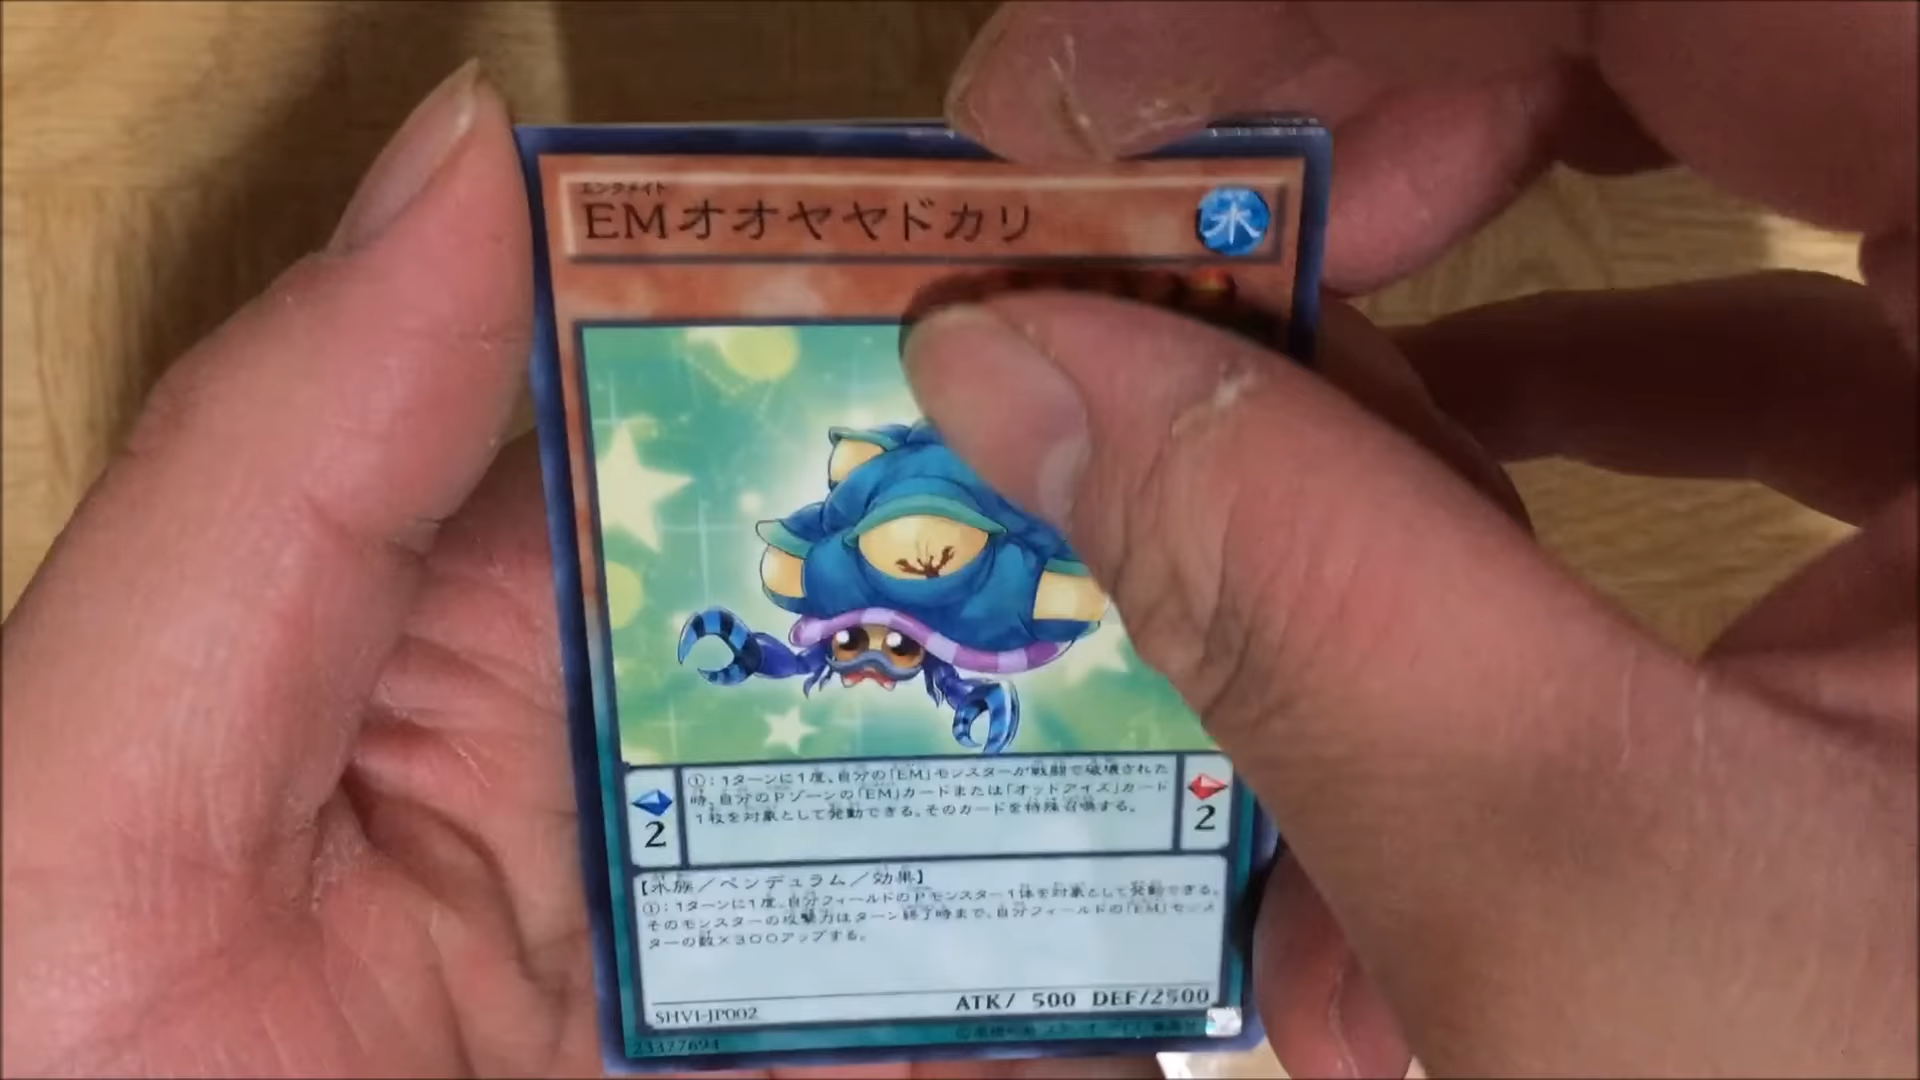 エンタメイト
EMオオヤヤドカリ
水
①：1ターンに1度、自分の「EM」モンスターが戦闘で破壊された
時、自分のPゾーンの「EM」カードまたは「オッドアイズ」カード
1枚を対象として発動できる。そのカードを特殊召喚する。
2
2
【水族／ペンデュラム／効果】
①：1ターンに1度、自分フィールドのPモンスター1体を対象として発動できる。
そのモンスターの攻撃力はターン終了時まで、自分フィールドの「EM」モンス
ターの数×300アップする。
ATK/ 500 DEF/2500
SHVI-JP002
23377694